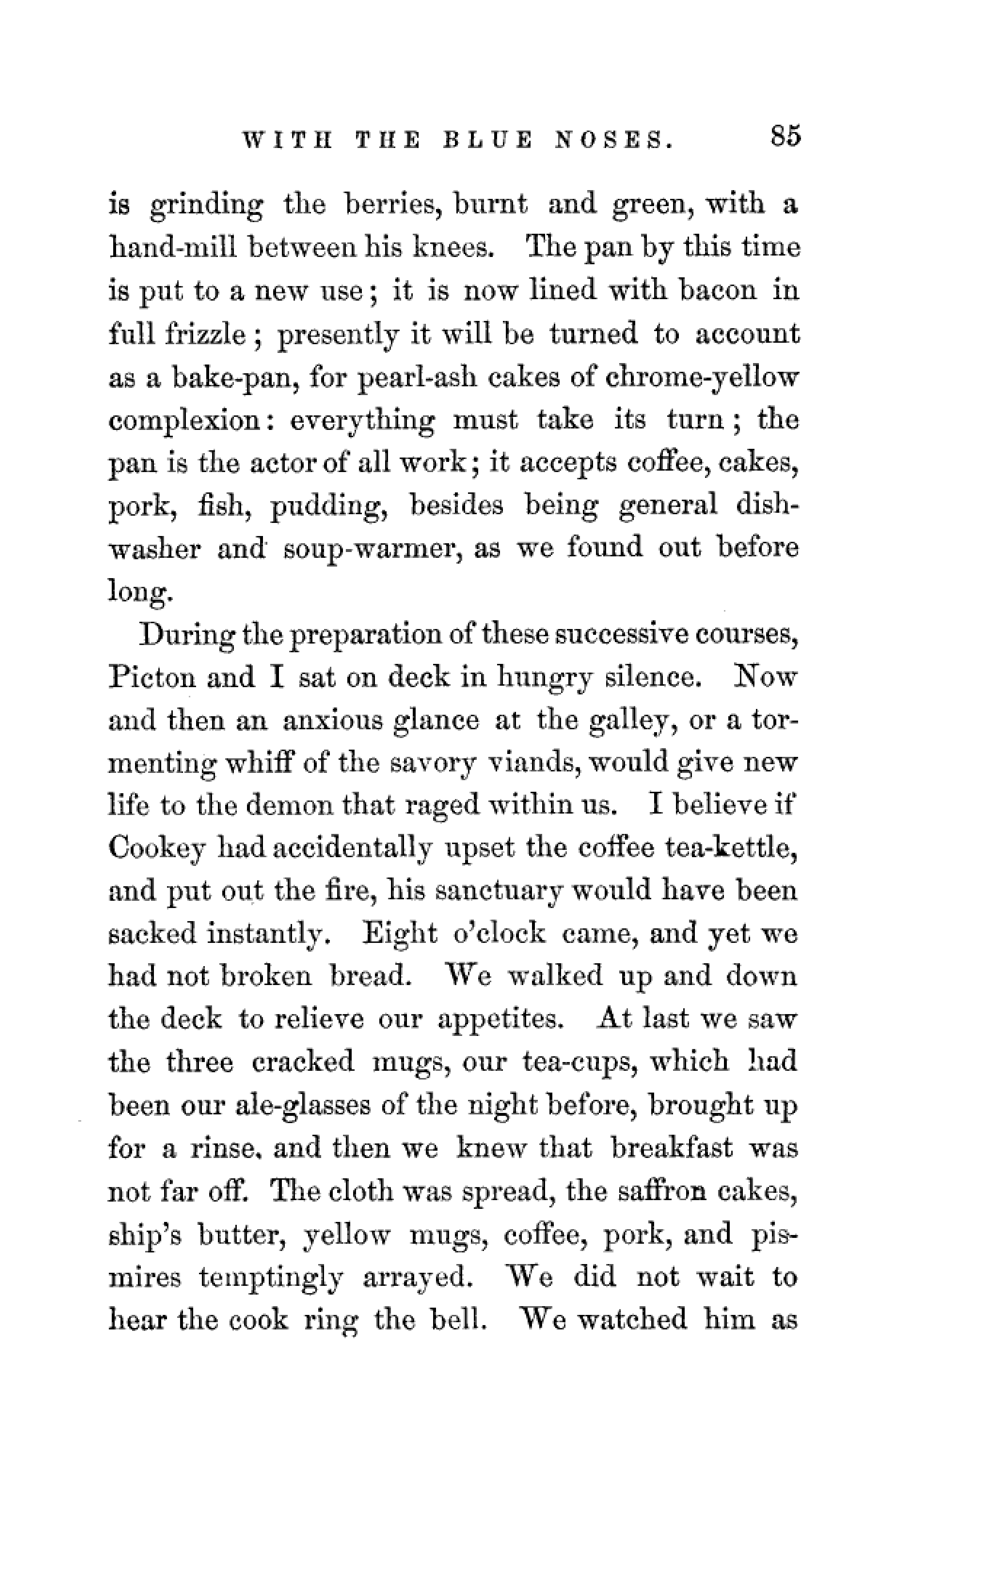 WITH THE BLUE NOSES. 85
is grinding the berries, burnt and green, with a
hand-mill between his knees. The pan by this time
is put to a new use; it is now lined with bacon in
full frizzle; presently it will be turned to account
as a bake-pan, for pearl-ash cakes of chrome-yellow
complexion: everything must take its turn; the
pan is the actor of all work; it accepts coffee, cakes,
pork, fish, pudding, besides being general dish-
washer and soup-warmer, as we found out before
long.
During the preparation of these successive courses,
Picton and I sat on deck in hungry silence. Now
and then an anxious glance at the galley, or a tor-
menting whiff of the savory viands, would give new
life to the demon that raged within us. I believe if
Cookey had accidentally upset the coffee tea-kettle,
and put out the fire, his sanctuary would have been
sacked instantly. Eight o'clock came, and yet we
had not broken bread. We walked up and down
the deck to relieve our appetites. At last we saw
the three cracked mugs, our tea-cups, which had
been our ale-glasses of the night before, brought up
for a rinse, and then we knew that breakfast was
not far off. The cloth was spread, the saffron cakes,
ship's butter, yellow mugs, coffee, pork, and pis-
mires temptingly arrayed. We did not wait to
hear the cook ring the bell. We watched him as